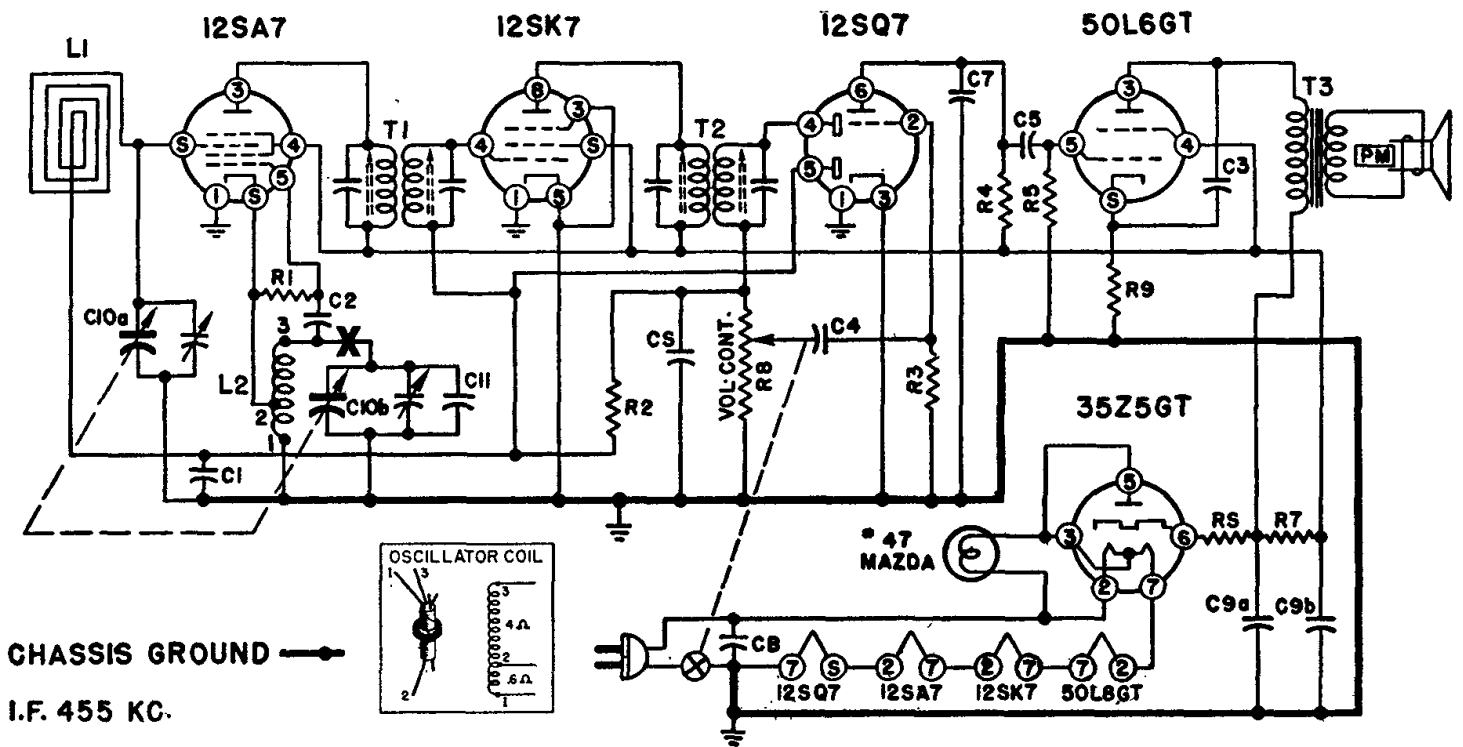 12SA7
12SK7
12SQ7
50L6GT
L1
3
S
4
5
1
S
T1
8
3
4
S
1
5
T2
6
4
2
5
1
3
C7
C5
R4
R5
3
5
4
S
C3
T3
PM
R1
C2
R9
C10a
3
X
L2
2
1
C10b
C11
R2
CS
VOL. CONT.
R8
C4
R3
C1
35Z5GT
5
3
6
2
7
RS
R7
# 47
MAZDA
C9a
C9b
OSCILLATOR COIL
1
3
2
3
4Ω
2
.6Ω
1
CB
7
S
2
7
2
7
7
2
12SQ7
12SA7
12SK7
50L6GT
CHASSIS GROUND
I.F. 455 KC.